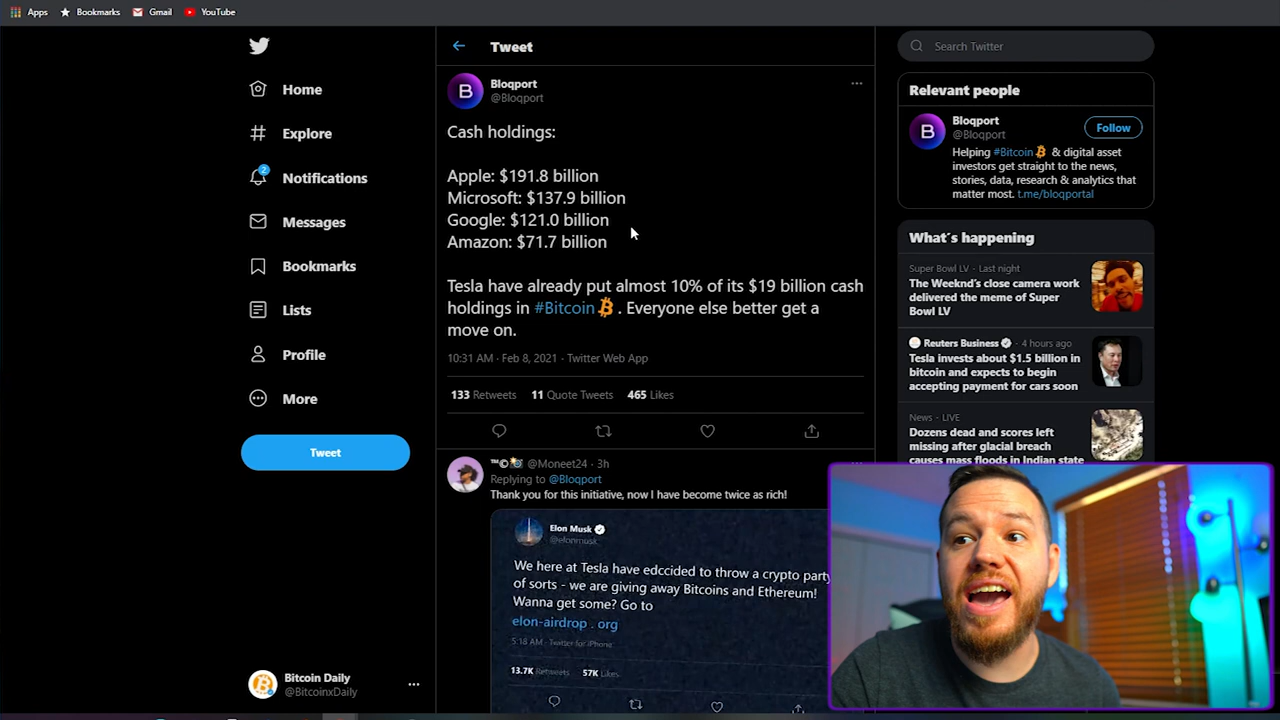 Apps Bookmarks Gmail YouTube
Home
Explore
2
Notifications
Messages
Bookmarks
Lists
Profile
More
Tweet
Bitcoin Daily
@BitcoinxDaily
Tweet
B
Bloqport
@Bloqport
Cash holdings:
Apple: $191.8 billion
Microsoft: $137.9 billion
Google: $121.0 billion
Amazon: $71.7 billion
Tesla have already put almost 10% of its $19 billion cash
holdings in #Bitcoin. Everyone else better get a
move on.
10:31 AM · Feb 8, 2021 · Twitter Web App
133 Retweets 11 Quote Tweets 465 Likes
™© @Moneet24 · 3h
Replying to @Bloqport
Thank you for this initiative, now I have become twice as rich!
Elon Musk
@elonmusk
We here at Tesla have edccided to throw a crypto party
of sorts - we are giving away Bitcoins and Ethereum!
Wanna get some? Go to
elon-airdrop . org
5:18 AM · Twitter for iPhone
13.7K Retweets 57K Likes
Search Twitter
Relevant people
B
Bloqport
@Bloqport
Follow
Helping #Bitcoin & digital asset
investors get straight to the news,
stories, data, research & analytics that
matter most. t.me/bloqportal
What's happening
Super Bowl LV · Last night
The Weeknd's close camera work
delivered the meme of Super
Bowl LV
Reuters Business · 4 hours ago
Tesla invests about $1.5 billion in
bitcoin and expects to begin
accepting payment for cars soon
News · LIVE
Dozens dead and scores left
missing after glacial breach
causes mass floods in Indian state